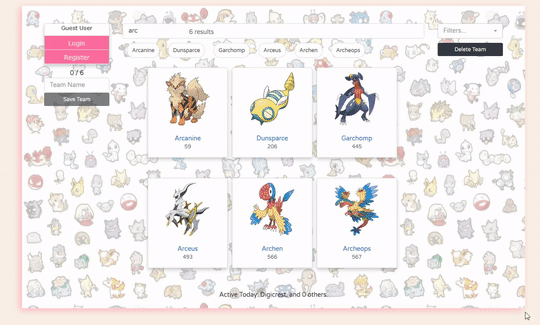 Guest User
Login
Register
0/6
Team Name
Save Team
arc
6 results
Filters...
Arcanine
Dunsparce
Garchomp
Arceus
Archen
Archeops
Delete Team
Arcanine
59
Dunsparce
206
Garchomp
445
Arceus
493
Archen
566
Archeops
567
Active Today: Digicrest, and 0 others.